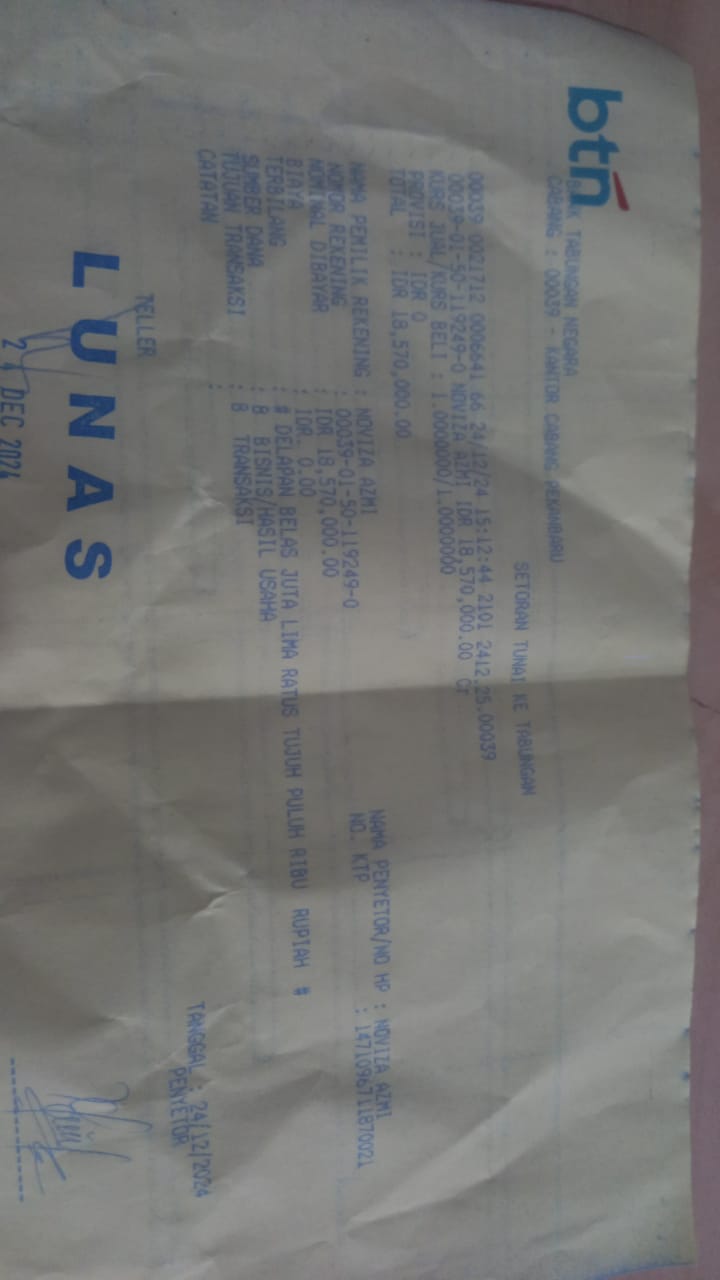 btn
BANK TABUNGAN NEGARA
CABANG : 00039 - KANTOR CABANG PEKANBARU
SETORAN TUNAI KE TABUNGAN
00039 0021712 0006641 66 24/12/24 15:12:44 2101 2412.25.00039
00039-01-50-119249-0 NOVIZA AZMI IDR 18,570,000.00 Cr
KURS JUAL/KURS BELI : 1.0000000/1.0000000
PROVISI : IDR 0
TOTAL : IDR 18,570,000.00
NAMA PENYETOR/NO HP : NOVIZA AZMI
NO. KTP : 1471096711870021
NAMA PEMILIK REKENING : NOVIZA AZMI
NOMOR REKENING : 00039-01-50-119249-0
NOMINAL DIBAYAR : IDR 18,570,000.00
BIAYA : IDR. 0.00
TERBILANG : # DELAPAN BELAS JUTA LIMA RATUS TUJUH PULUH RIBU RUPIAH #
SUMBER DANA : 8 BISNIS/HASIL USAHA
TUJUAN TRANSAKSI : 8 TRANSAKSI
CATATAN :
TANGGAL : 24/12/2024
TELLER
PENYETOR
LUNAS
24 DEC 2024